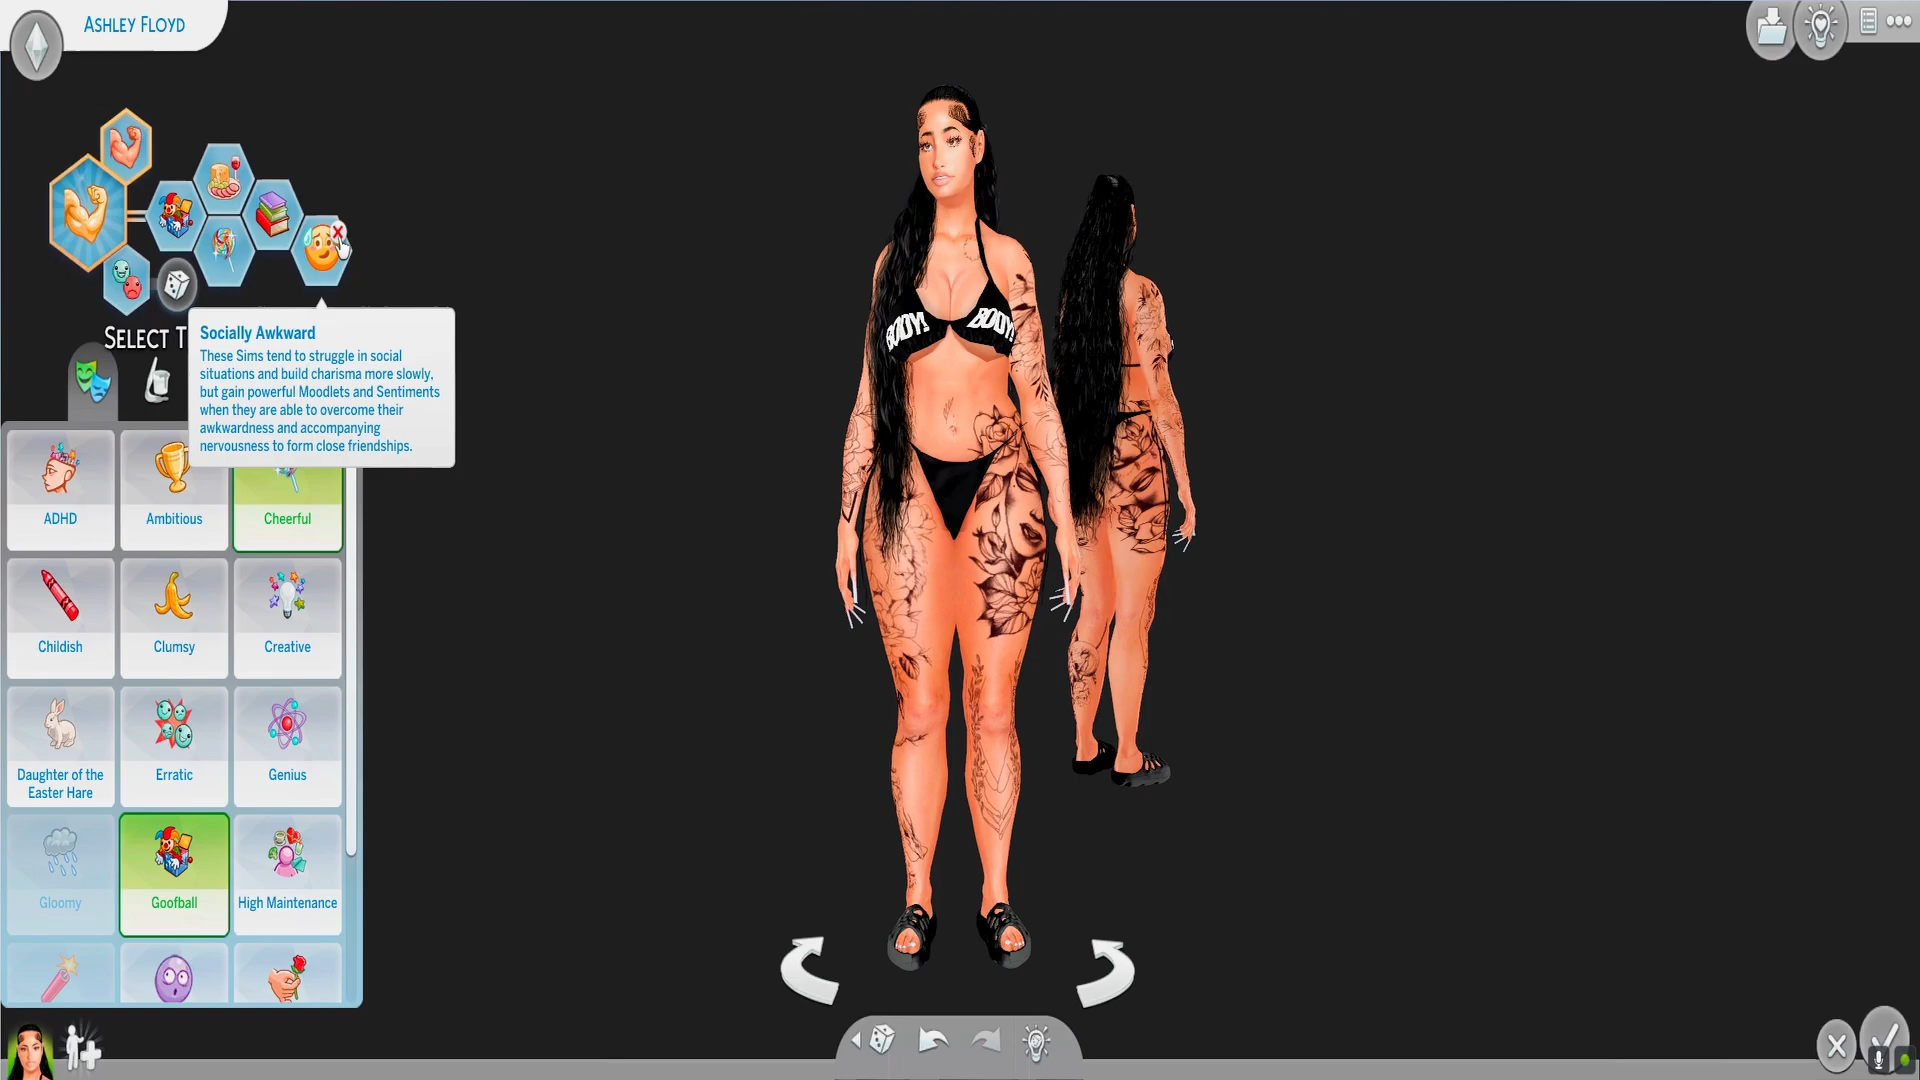 ASHLEY FLOYD
SELECT T
Socially Awkward
These Sims tend to struggle in social
situations and build charisma more slowly,
but gain powerful Moodlets and Sentiments
when they are able to overcome their
awkwardness and accompanying
nervousness to form close friendships.
BODY! BODY!
ADHD
Ambitious
Cheerful
Childish
Clumsy
Creative
Daughter of the
Easter Hare
Erratic
Genius
Gloomy
Goofball
High Maintenance